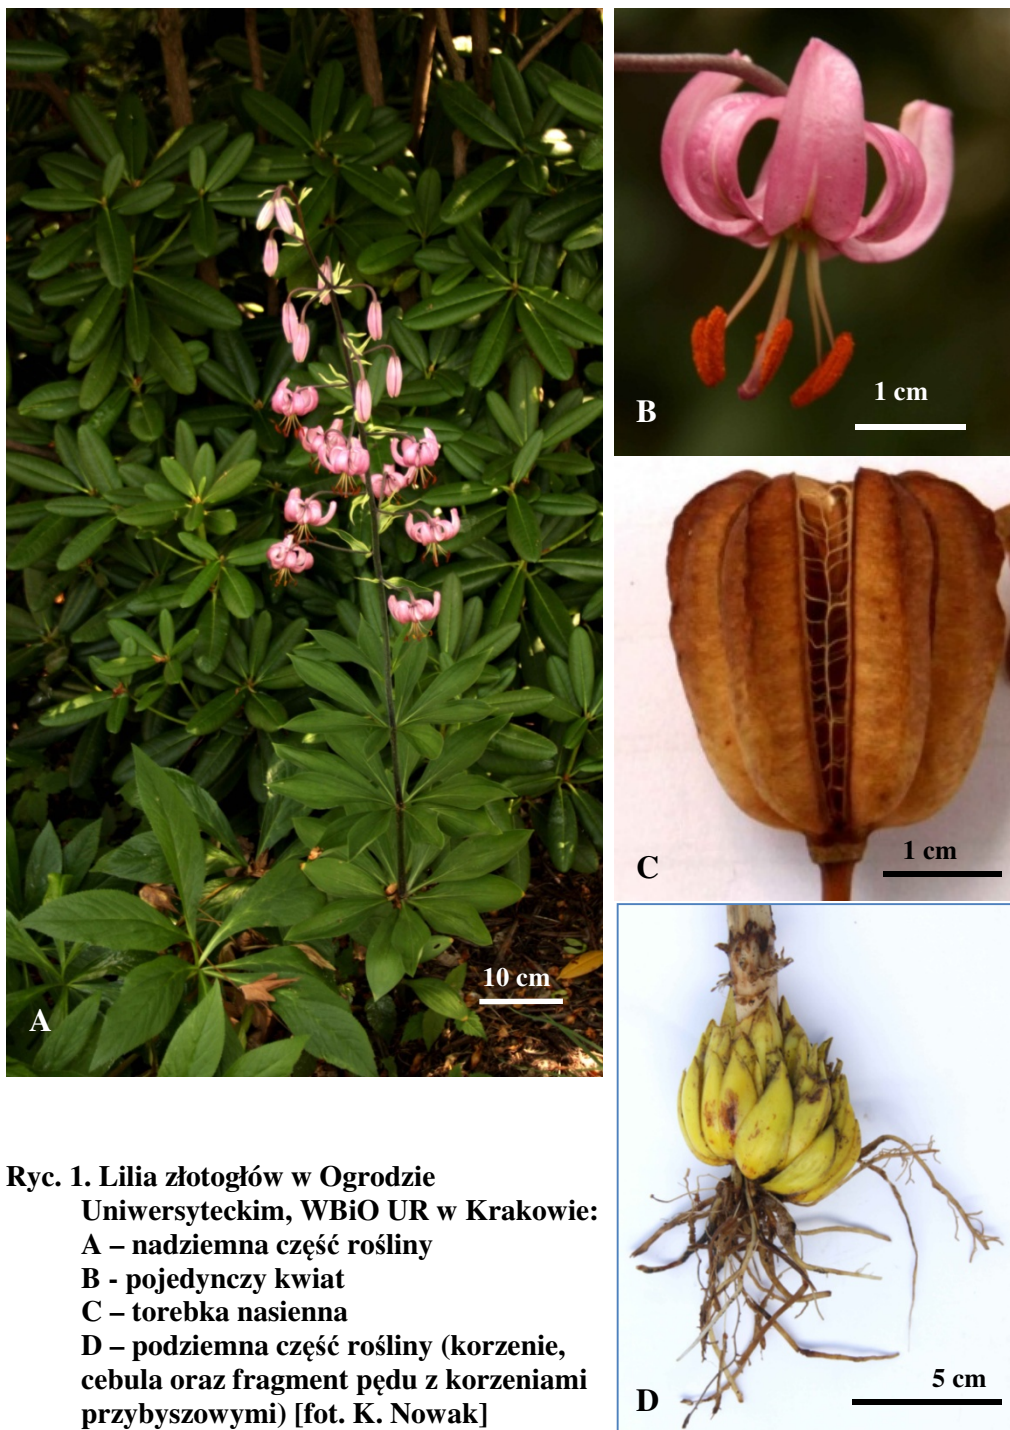 10 cm
A
1 cm
B
1 cm
C
5 cm
D
Ryc. 1. Lilia złotogłów w Ogrodzie
Uniwersyteckim, WBiO UR w Krakowie:
A – nadziemna część rośliny
B - pojedynczy kwiat
C – torebka nasienna
D – podziemna część rośliny (korzenie,
cebula oraz fragment pędu z korzeniami
przybyszowymi) [fot. K. Nowak]